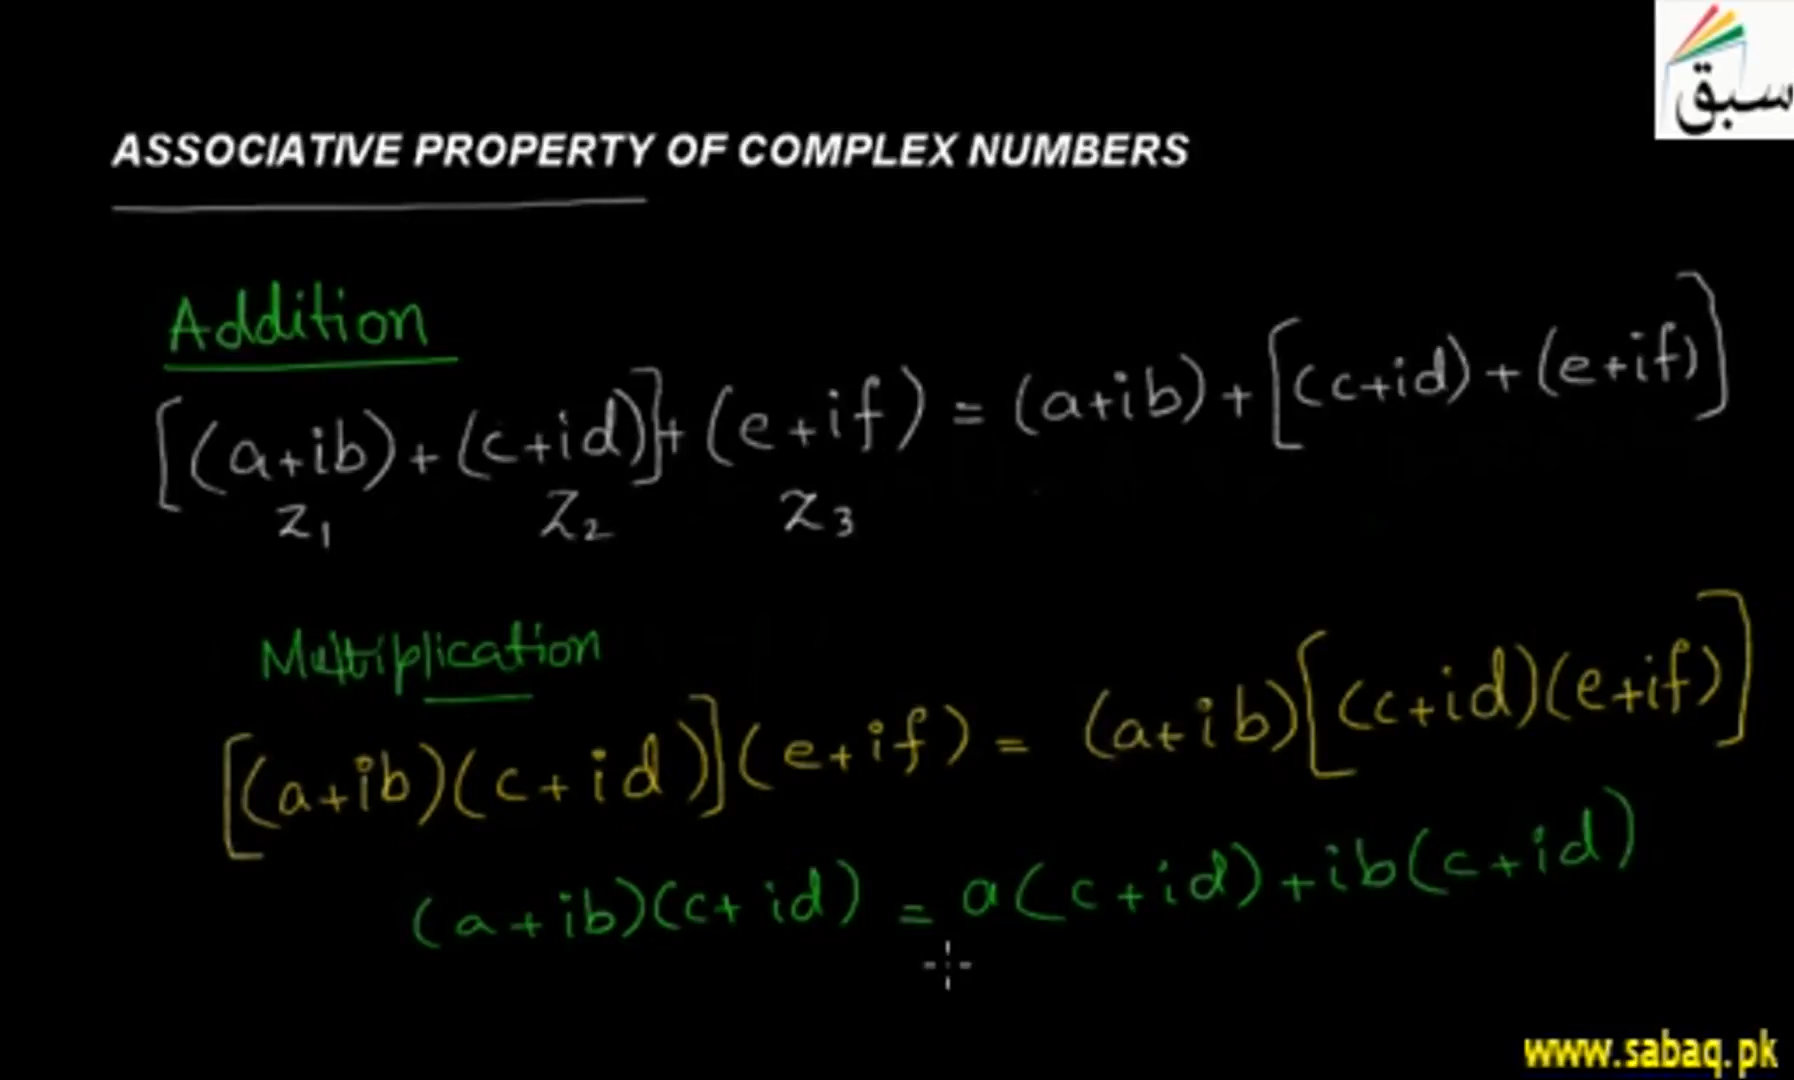 سبق
ASSOCIATIVE PROPERTY OF COMPLEX NUMBERS
Addition
[(a+ib)+(c+id)]+(e+if) = (a+ib)+[(c+id)+(e+if)]
z₁ z₂ z₃
Multiplication
[(a+ib)(c+id)](e+if) = (a+ib)[(c+id)(e+if)]
(a+ib)(c+id) = a(c+id)+ib(c+id)
www.sabaq.pk